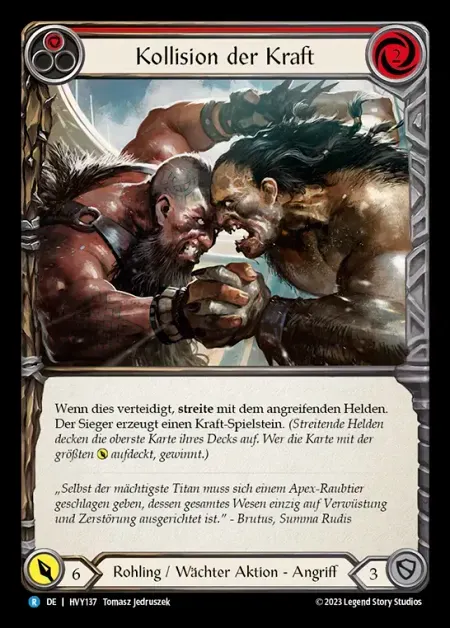 Kollision der Kraft
2
Wenn dies verteidigt, streite mit dem angreifenden Helden.
Der Sieger erzeugt einen Kraft-Spielstein. (Streitende Helden
decken die oberste Karte ihres Decks auf. Wer die Karte mit der
größten aufdeckt, gewinnt.)
„Selbst der mächtigste Titan muss sich einem Apex-Raubtier
geschlagen geben, dessen gesamtes Wesen einzig auf Verwüstung
und Zerstörung ausgerichtet ist.” - Brutus, Summa Rudis
6
Rohling / Wächter Aktion - Angriff
3
R DE | HVY137 Tomasz Jedruszek
© 2023 Legend Story Studios